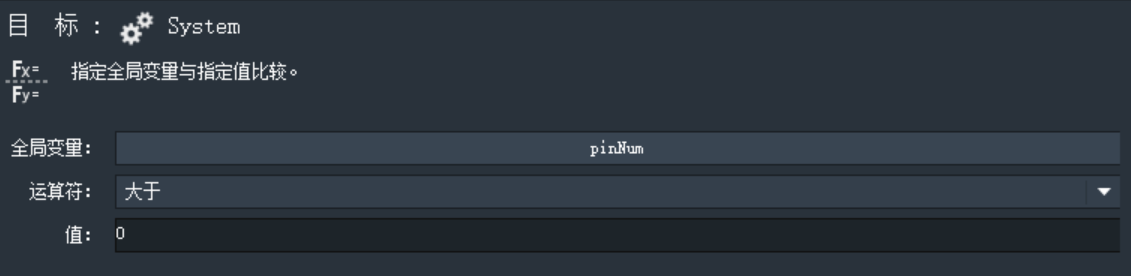 目 标： System
Fx=
Fy=
指定全局变量与指定值比较。
全局变量： pinNum
运算符： 大于
值： 0